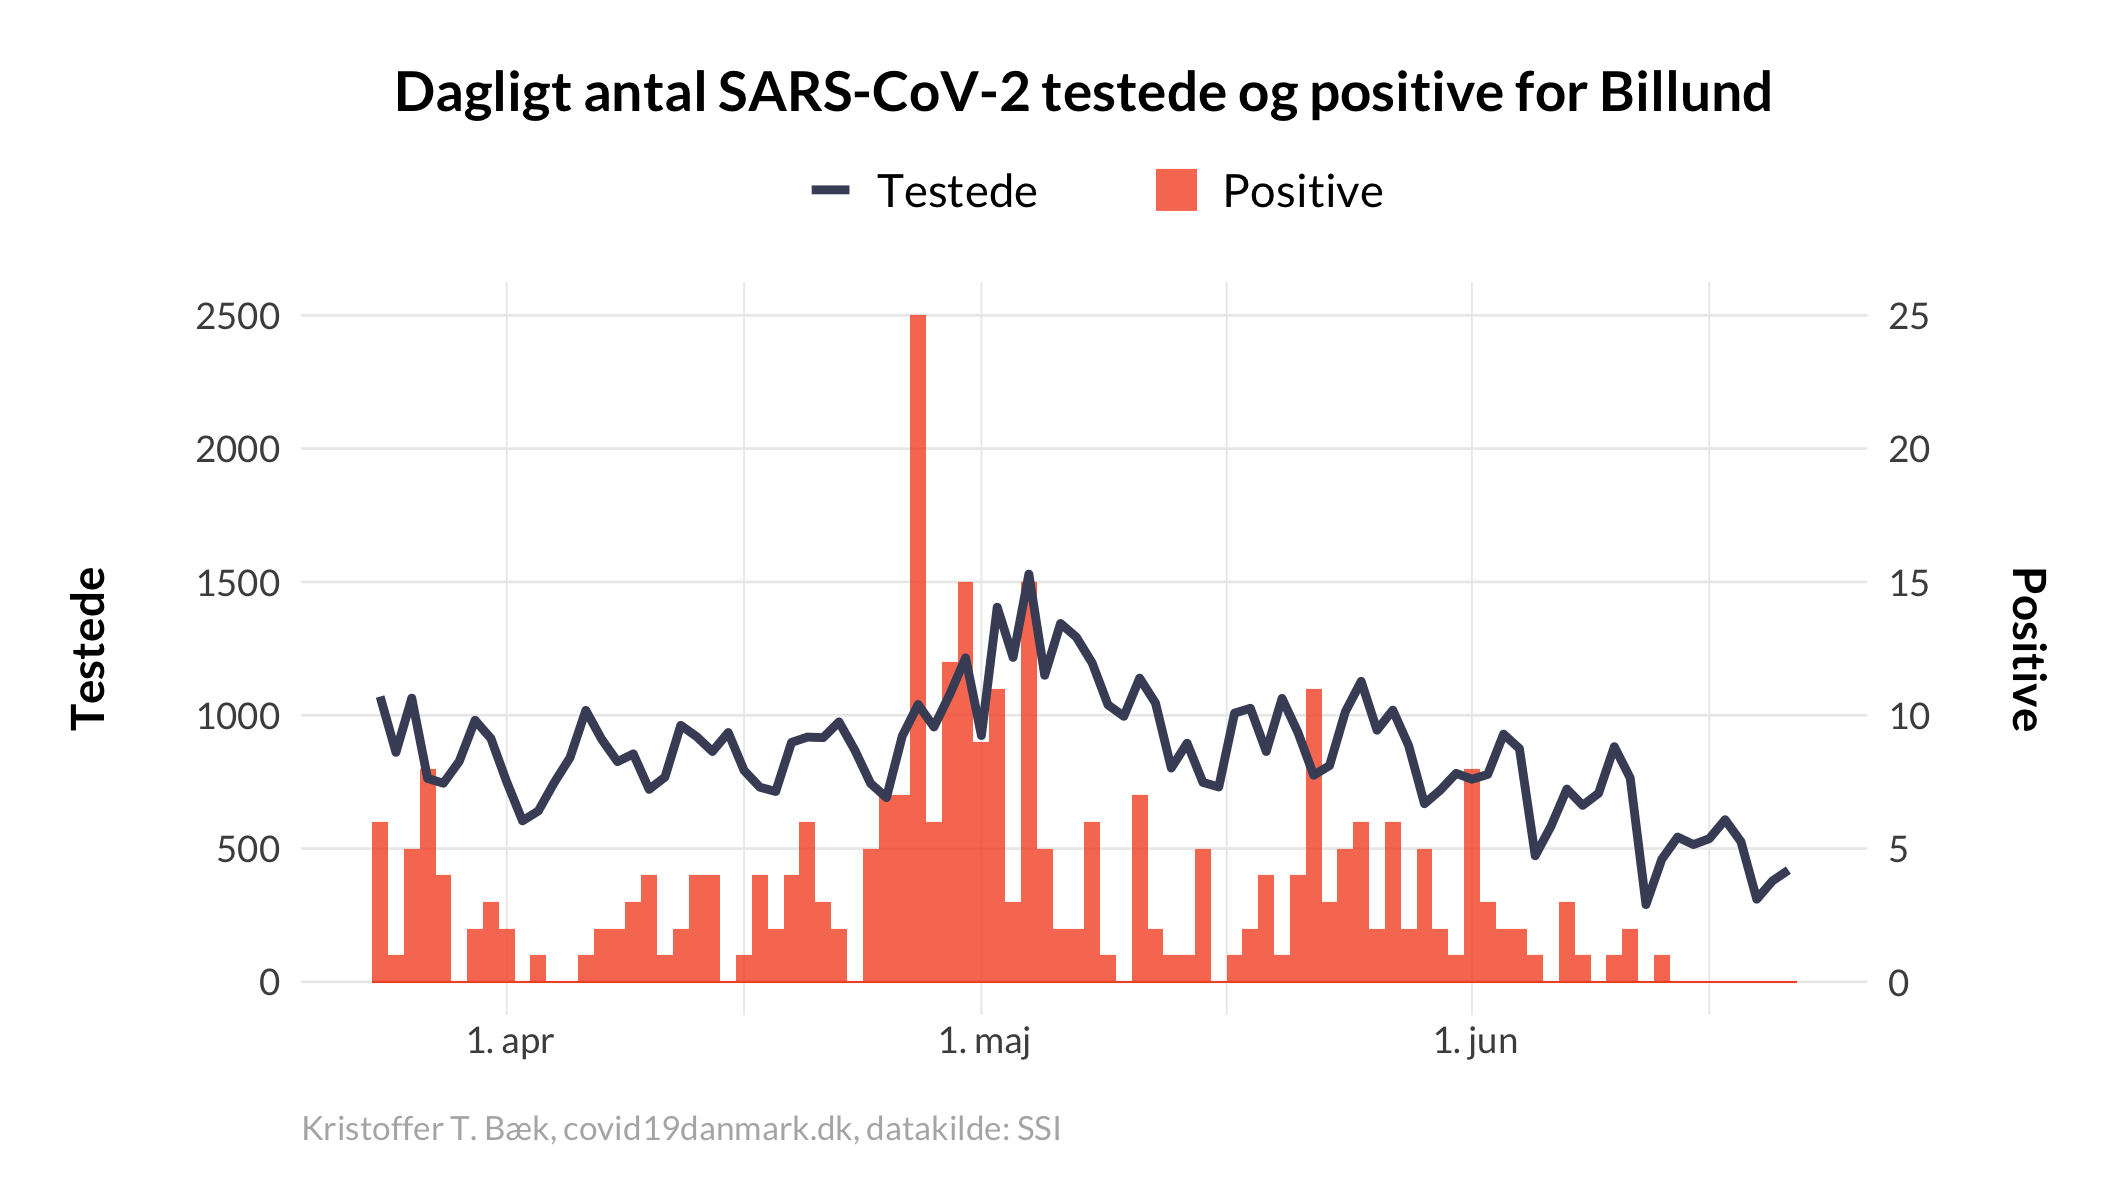 Dagligt antal SARS-CoV-2 testede og positive for Billund
Testede
Positive
2500
2000
1500
1000
500
0
25
20
15
10
5
0
Testede
Positive
1. apr
1. maj
1. jun
Kristoffer T. Bæk, covid19danmark.dk, datakilde: SSI